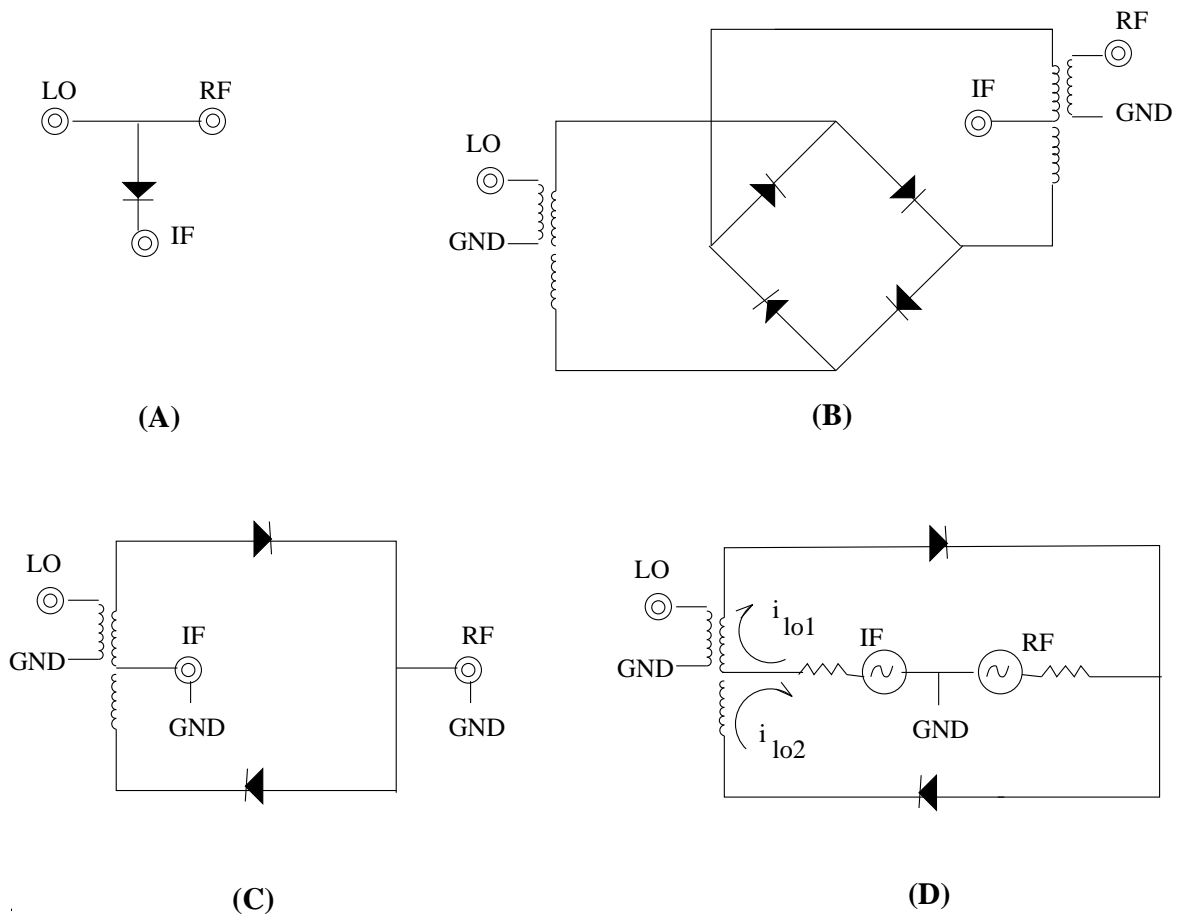 LO
RF
IF
(A)
RF
IF
GND
LO
GND
(B)
LO
GND
IF
GND
RF
GND
(C)
LO
GND
i lo1
IF
RF
i lo2
GND
(D)